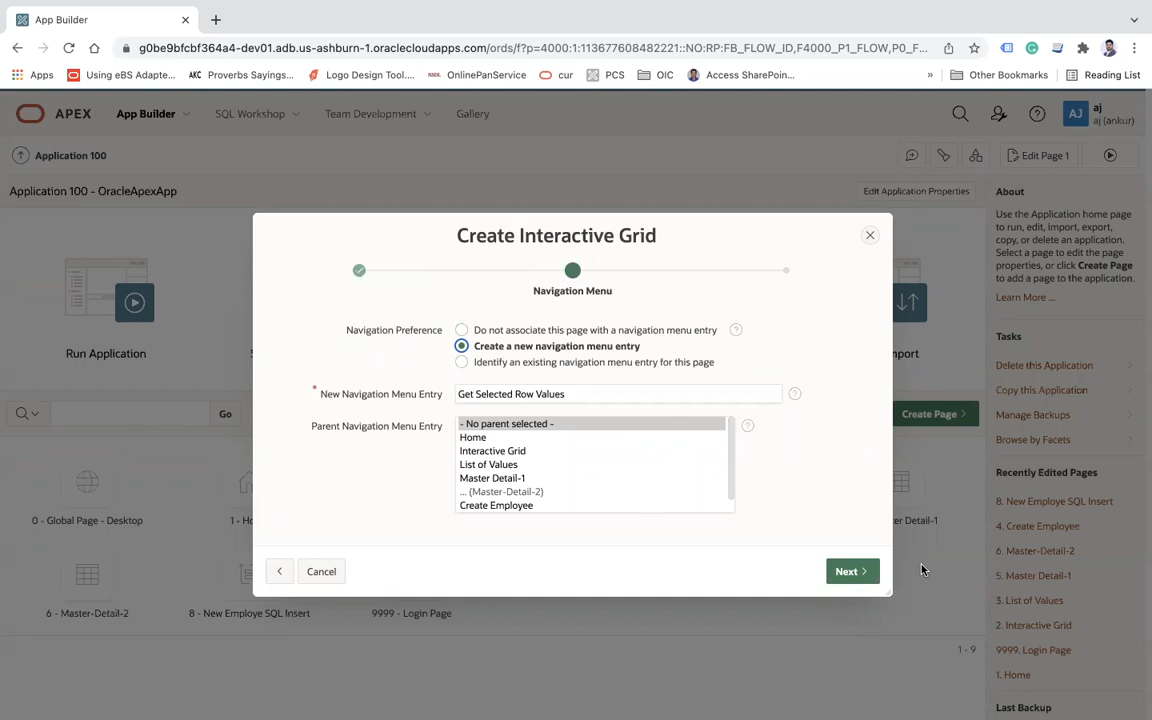 App Builder
g0be9bfcbf364a4-dev01.adb.us-ashburn-1.oraclecloudapps.com/ords/f?p=4000:1:113677608482221::NO:RP:FB_FLOW_ID,F4000_P1_FLOW,P0_F...
Apps
Using eBS Adapte...
AKC Proverbs Sayings...
Logo Design Tool....
OnlinePanService
cur
PCS
OIC
Access SharePoin...
»
Other Bookmarks
Reading List
APEX
App Builder
SQL Workshop
Team Development
Gallery
AJ
aj
aj (ankur)
Application 100
Edit Page 1
Application 100 - OracleApexApp
Edit Application Properties
About
Use the Application home page
to run, edit, import, export,
copy, or delete an application.
Select a page to edit the page
properties, or click Create Page
to add a page to the application.
Learn More ...
Create Interactive Grid
Navigation Menu
Navigation Preference
Do not associate this page with a navigation menu entry
Create a new navigation menu entry
Identify an existing navigation menu entry for this page
* New Navigation Menu Entry
Get Selected Row Values
Parent Navigation Menu Entry
- No parent selected -
Home
Interactive Grid
List of Values
Master Detail-1
... (Master-Detail-2)
Create Employee
Cancel
Next
Run Application
port
Go
Create Page
0 - Global Page - Desktop
1 - Ho
er Detail-1
6 - Master-Detail-2
8 - New Employe SQL Insert
9999 - Login Page
1 - 9
Tasks
Delete this Application
Copy this Application
Manage Backups
Browse by Facets
Recently Edited Pages
8. New Employe SQL Insert
4. Create Employee
6. Master-Detail-2
5. Master Detail-1
3. List of Values
2. Interactive Grid
9999. Login Page
1. Home
Last Backup